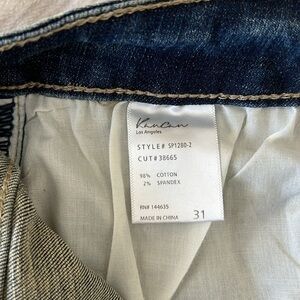 KanCan
Los Angeles
STYLE# SP1280-2
CUT# 38665
98% COTTON
2% SPANDEX
RN# 144635
MADE IN CHINA 31